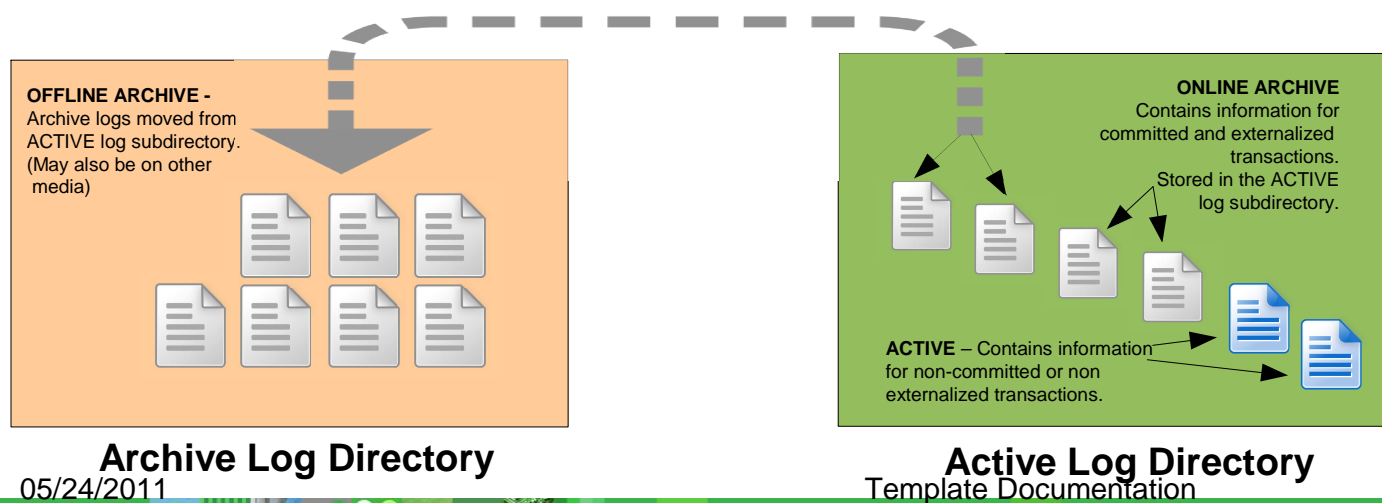 OFFLINE ARCHIVE -
Archive logs moved from
ACTIVE log subdirectory.
(May also be on other
media)
ONLINE ARCHIVE
Contains information for
committed and externalized
transactions.
Stored in the ACTIVE
log subdirectory.
ACTIVE – Contains information
for non-committed or non
externalized transactions.
Archive Log Directory
Active Log Directory
05/24/2011
Template Documentation